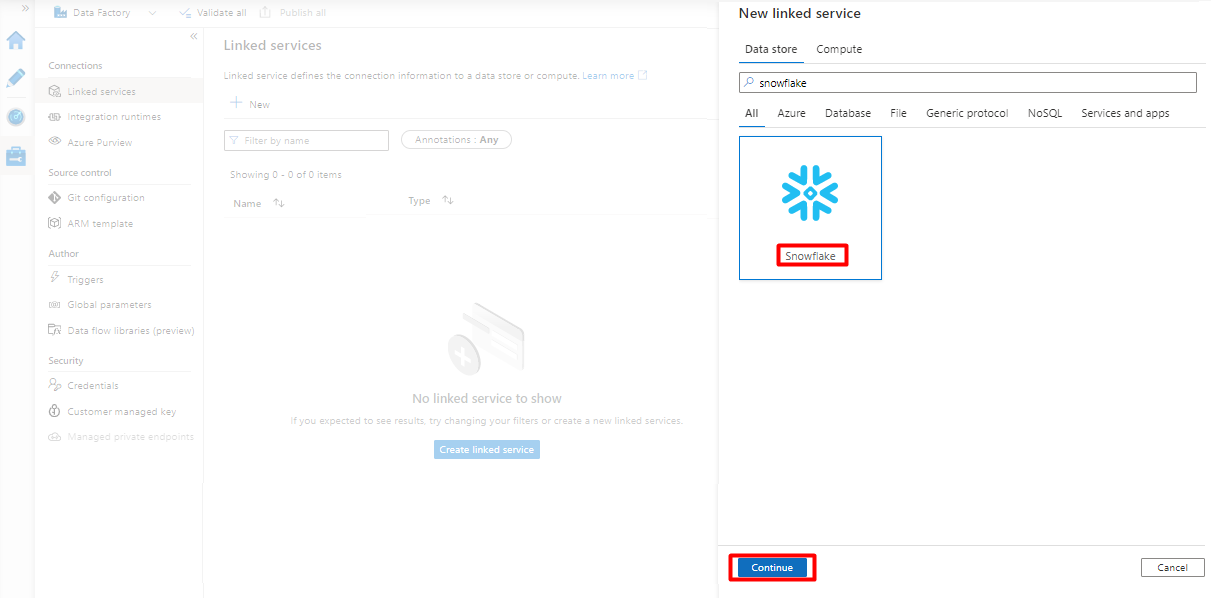 Data Factory
Validate all
Publish all
Connections
Linked services
Integration runtimes
Azure Purview
Source control
Git configuration
ARM template
Author
Triggers
Global parameters
Data flow libraries (preview)
Security
Credentials
Customer managed key
Managed private endpoints
Linked services
Linked service defines the connection information to a data store or compute. Learn more
New
Filter by name
Annotations : Any
Showing 0 - 0 of 0 items
Name
Type
No linked service to show
If you expected to see results, try changing your filters or create a new linked services.
Create linked service
New linked service
Data store Compute
snowflake
All Azure Database File Generic protocol NoSQL Services and apps
Snowflake
Continue
Cancel